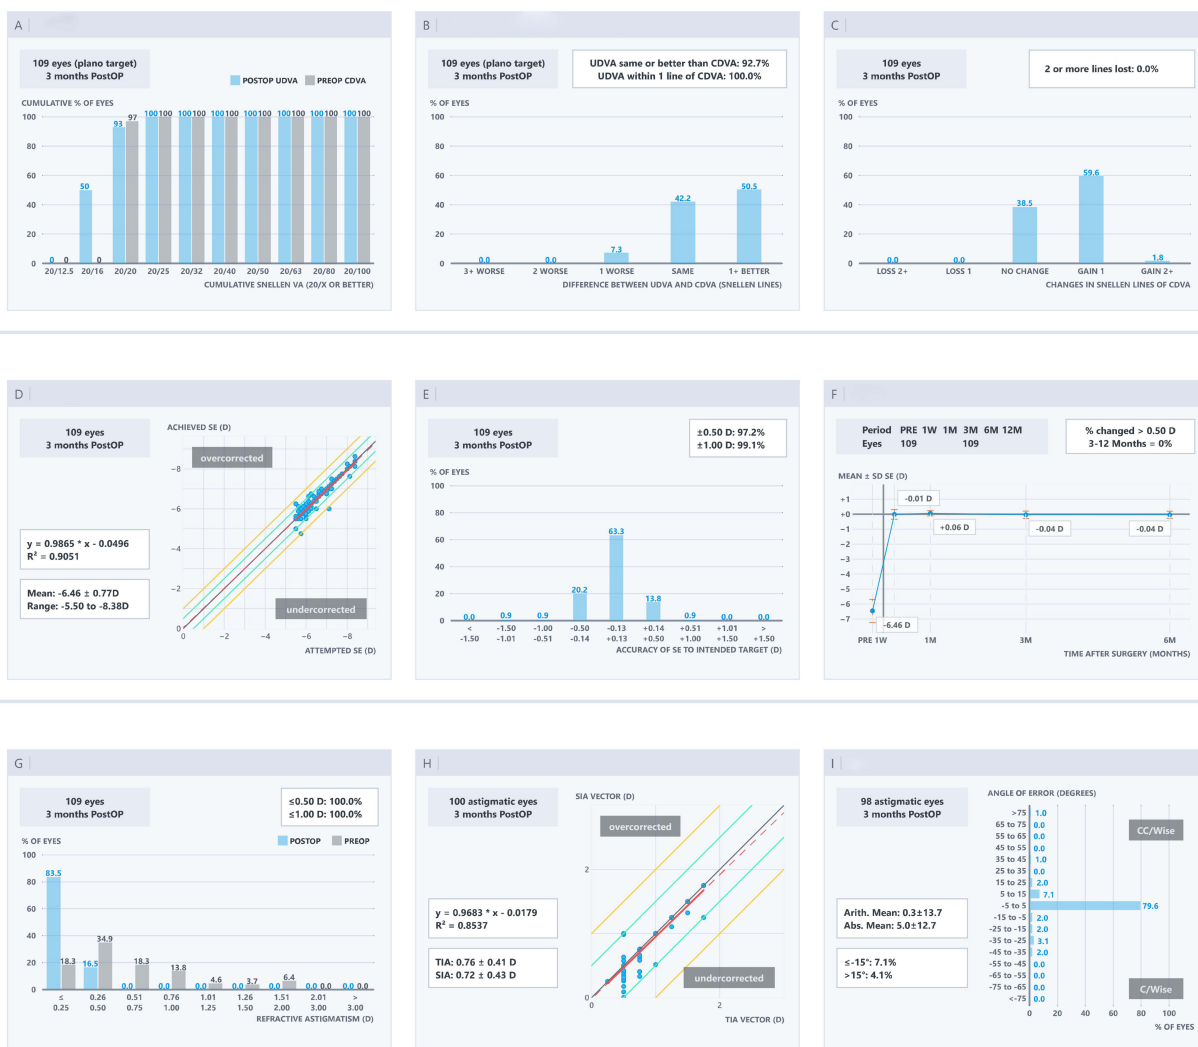 A
109 eyes (plano target)
3 months PostOP
POSTOP UDVA PREOP CDVA
CUMULATIVE % OF EYES
100
80
60
40
20
0
0 0
50 0
93 97
100 100
100 100
100 100
100 100
100 100
100 100
100 100
20/12.5 20/16 20/20 20/25 20/32 20/40 20/50 20/63 20/80 20/100
CUMULATIVE SNELLEN VA (20/X OR BETTER)
B
109 eyes (plano target)
3 months PostOP
UDVA same or better than CDVA: 92.7%
UDVA within 1 line of CDVA: 100.0%
% OF EYES
100
80
60
40
20
0
0.0 0.0 7.3 42.2 50.5
3+ WORSE 2 WORSE 1 WORSE SAME 1+ BETTER
DIFFERENCE BETWEEN UDVA AND CDVA (SNELLEN LINES)
C
109 eyes
3 months PostOP
2 or more lines lost: 0.0%
% OF EYES
100
80
60
40
20
0
0.0 0.0 38.5 59.6 1.8
LOSS 2+ LOSS 1 NO CHANGE GAIN 1 GAIN 2+
CHANGES IN SNELLEN LINES OF CDVA
D
109 eyes
3 months PostOP
ACHIEVED SE (D)
overcorrected
−8
−6
−4
−2
0
y = 0.9865 * x - 0.0496
R² = 0.9051
Mean: -6.46 ± 0.77D
Range: -5.50 to -8.38D
undercorrected
0 −2 −4 −6 −8
ATTEMPTED SE (D)
E
109 eyes
3 months PostOP
±0.50 D: 97.2%
±1.00 D: 99.1%
% OF EYES
100
80
60
40
20
0
0.0 0.9 0.9 20.2 63.3 13.8 0.9 0.0 0.0
< -1.50 -1.00 -0.50 -0.13 +0.14 +0.51 +1.01 >
-1.50 -1.01 -0.51 -0.14 +0.13 +0.50 +1.00 +1.50 +1.50
ACCURACY OF SE TO INTENDED TARGET (D)
F
Period PRE 1W 1M 3M 6M 12M
Eyes 109 109
% changed > 0.50 D
3-12 Months = 0%
MEAN ± SD SE (D)
+1
+0
−1
−2
−3
−4
−5
−6
−7
-0.01 D
+0.06 D
-0.04 D
-0.04 D
-6.46 D
PRE 1W 1M 3M 6M
TIME AFTER SURGERY (MONTHS)
G
109 eyes
3 months PostOP
≤0.50 D: 100.0%
≤1.00 D: 100.0%
% OF EYES
POSTOP PREOP
100
80
60
40
20
0
83.5 18.3
16.5 34.9
0.0 18.3
0.0 13.8
0.0 4.6
0.0 3.7
0.0 6.4
0.0 0.0
0.0 0.0
≤ 0.26 0.51 0.76 1.01 1.26 1.51 2.01 >
0.25 0.50 0.75 1.00 1.25 1.50 2.00 3.00 3.00
REFRACTIVE ASTIGMATISM (D)
H
100 astigmatic eyes
3 months PostOP
SIA VECTOR (D)
overcorrected
2
0
y = 0.9683 * x - 0.0179
R² = 0.8537
TIA: 0.76 ± 0.41 D
SIA: 0.72 ± 0.43 D
undercorrected
0 2
TIA VECTOR (D)
I
98 astigmatic eyes
3 months PostOP
ANGLE OF ERROR (DEGREES)
CC/Wise
>75 1.0
65 to 75 0.0
55 to 65 0.0
45 to 55 0.0
35 to 45 1.0
25 to 35 0.0
15 to 25 2.0
5 to 15 7.1
-5 to 5 79.6
-15 to -5 2.0
-25 to -15 2.0
-35 to -25 3.1
-45 to -35 2.0
-55 to -45 0.0
-65 to -55 0.0
-75 to -65 0.0
<-75 0.0
Arith. Mean: 0.3±13.7
Abs. Mean: 5.0±12.7
≤-15°: 7.1%
>15°: 4.1%
C/Wise
0 20 40 60 80 100
% OF EYES